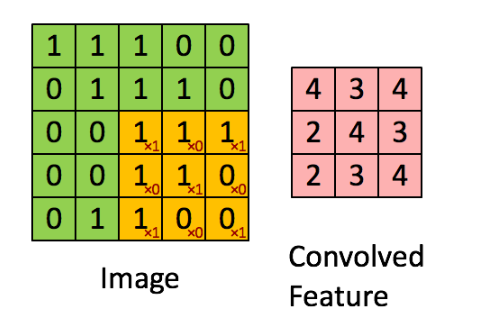 1 1 1 0 0
0 1 1 1 0
0 0 1×1 1×0 1×1
0 0 1×0 1×1 0×0
0 1 1×1 0×0 0×1
Image
4 3 4
2 4 3
2 3 4
Convolved
Feature